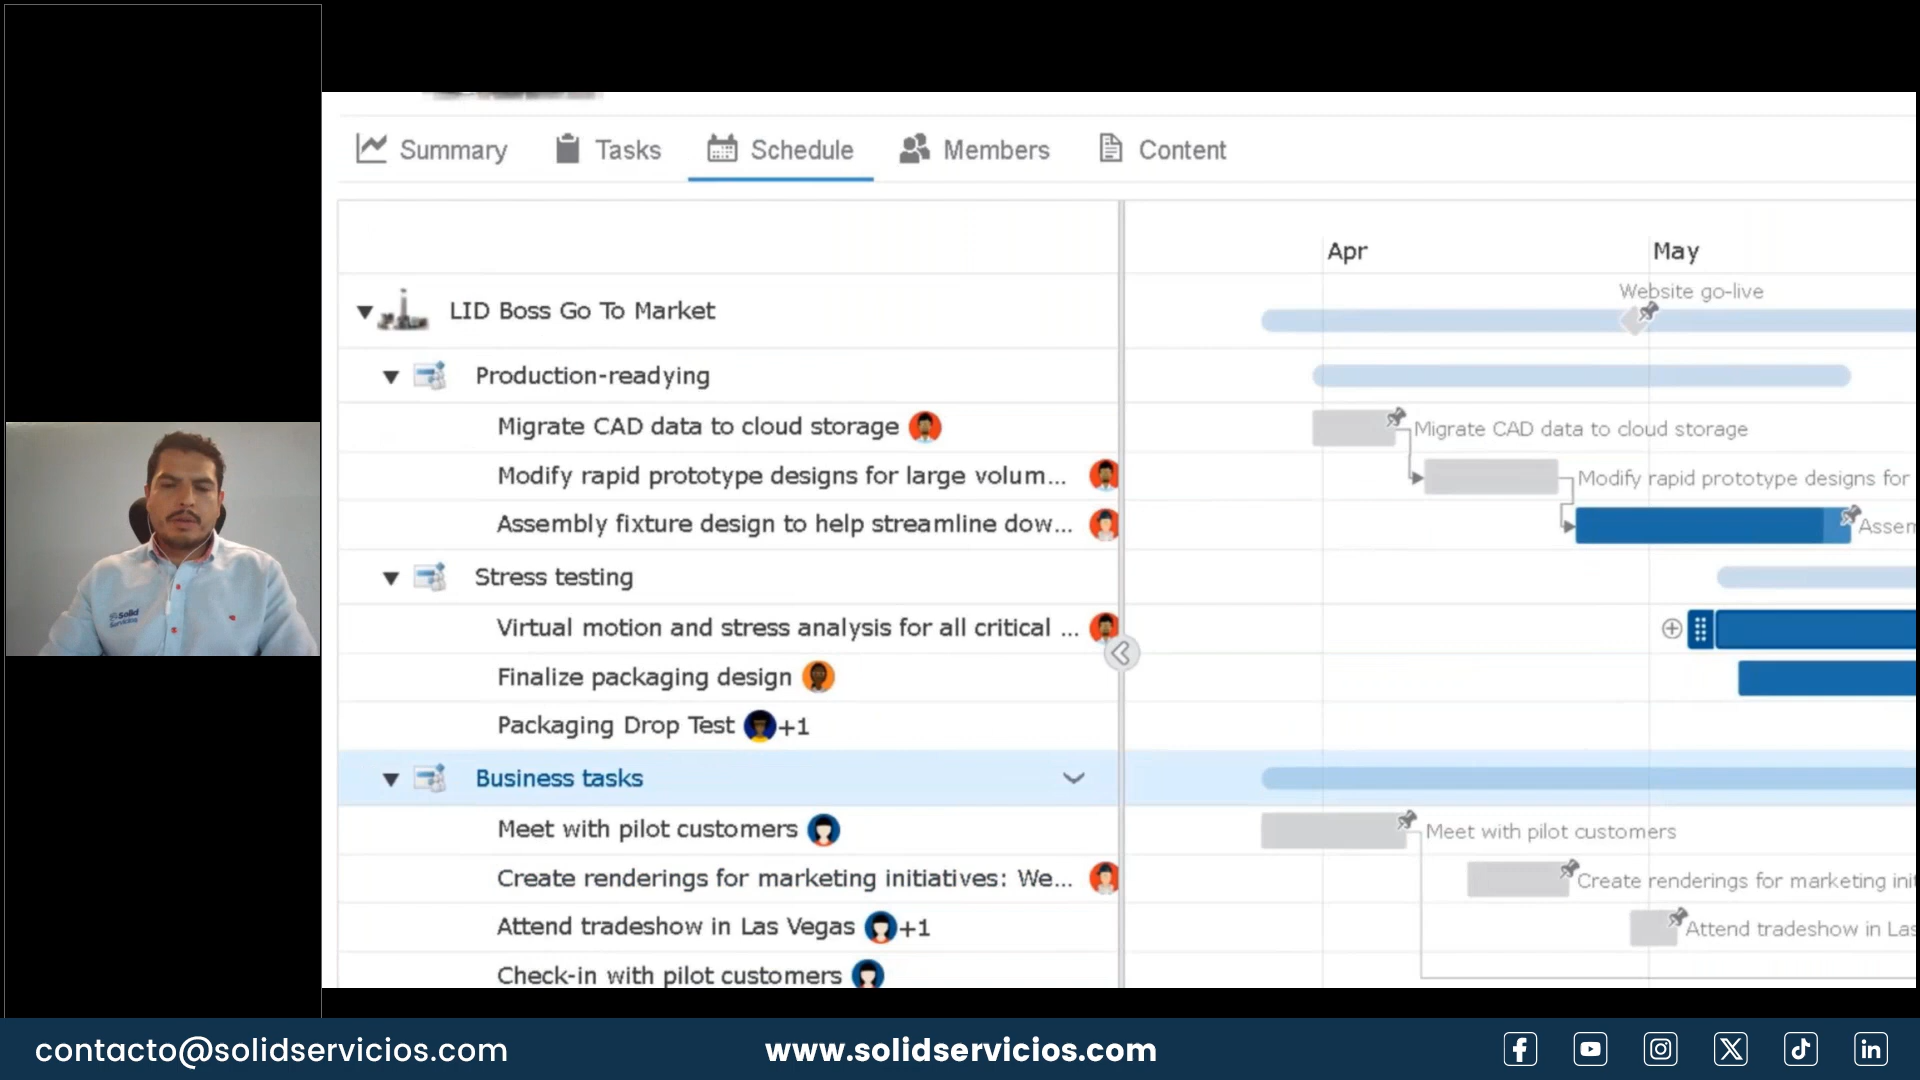 Summary
Tasks
Schedule
Members
Content
Apr
May
Website go-live
LID Boss Go To Market
Production-readying
Migrate CAD data to cloud storage
Migrate CAD data to cloud storage
Modify rapid prototype designs for large volum...
Modify rapid prototype designs for
Assembly fixture design to help streamline dow...
Assem
Stress testing
Virtual motion and stress analysis for all critical ...
Finalize packaging design
Packaging Drop Test +1
Business tasks
Meet with pilot customers
Meet with pilot customers
Create renderings for marketing initiatives: We...
Create renderings for marketing init
Attend tradeshow in Las Vegas +1
Attend tradeshow in Las
Check-in with pilot customers
Solid
Servicios
contacto@solidservicios.com
www.solidservicios.com